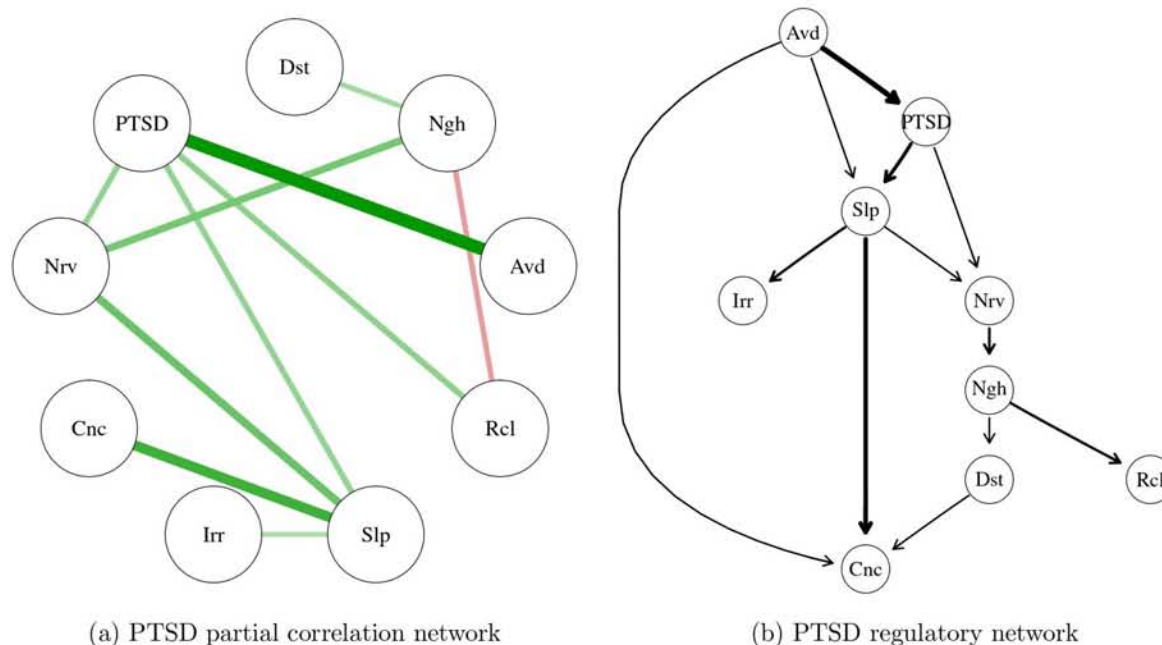 Dst
PTSD
Ngh
Nrv
Avd
Cnc
Rcl
Irr
Slp
(a) PTSD partial correlation network
Avd
PTSD
Slp
Irr
Nrv
Ngh
Dst
Rcl
Cnc
(b) PTSD regulatory network